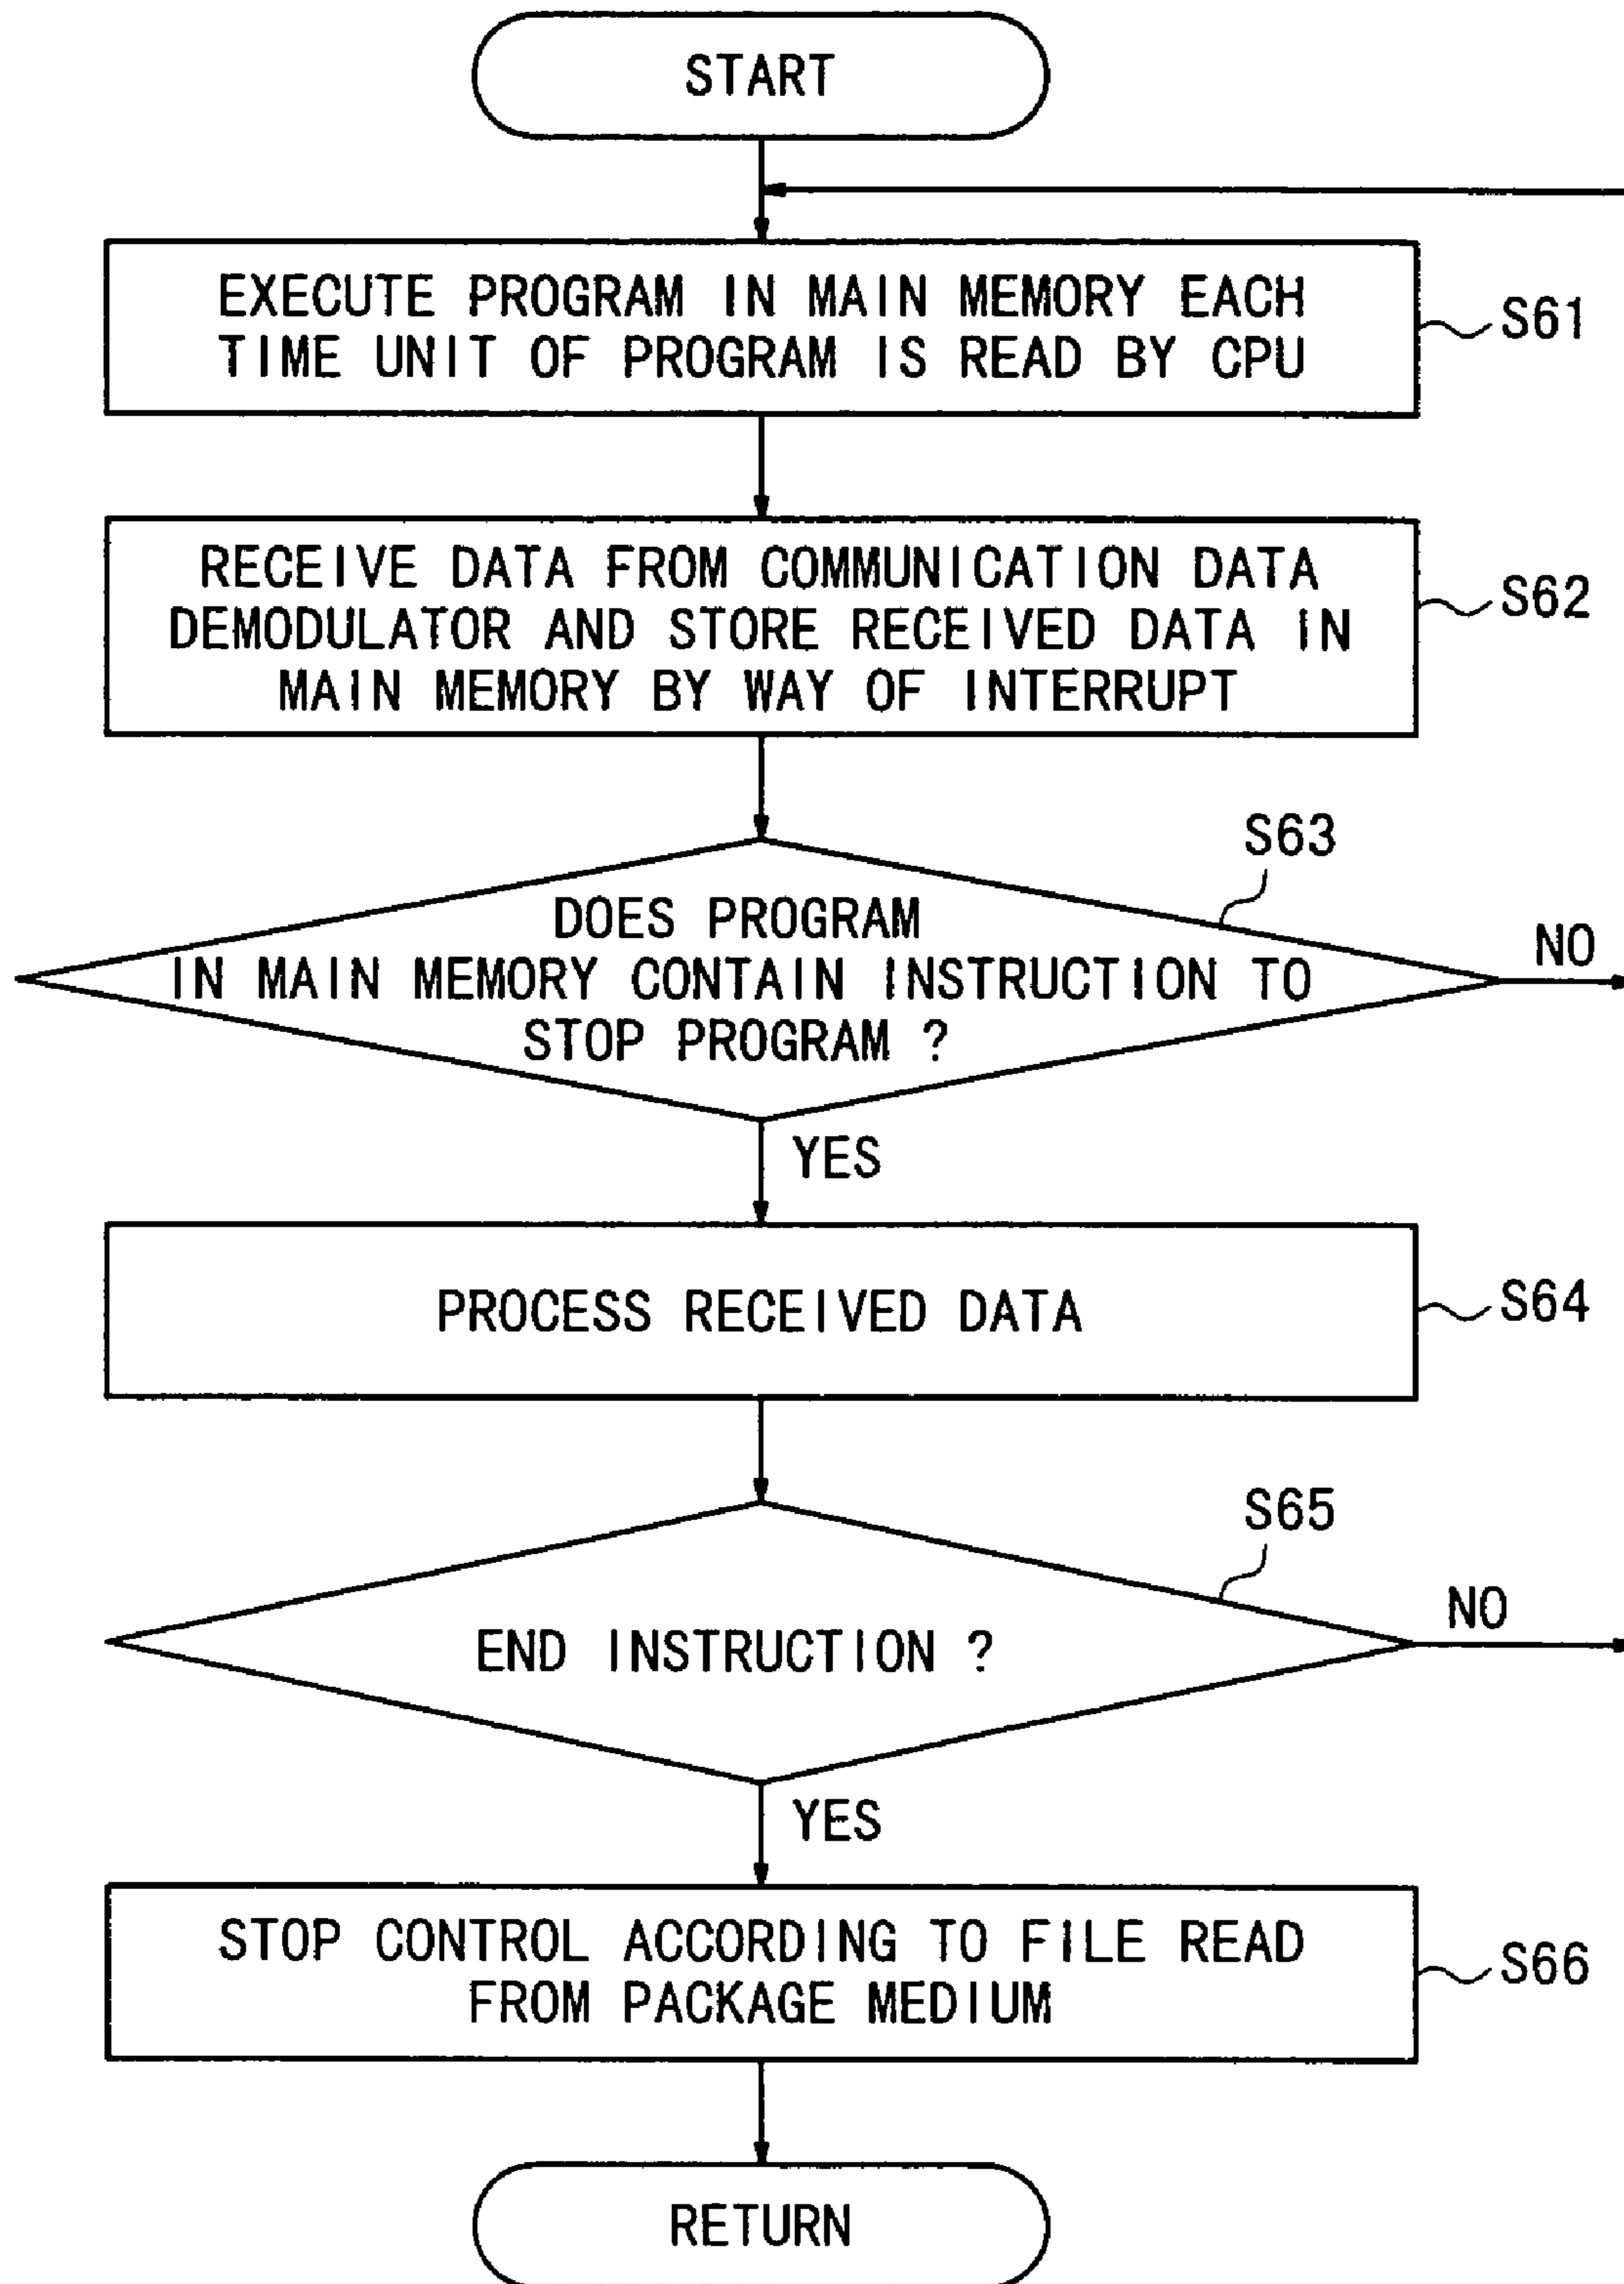 START
EXECUTE PROGRAM IN MAIN MEMORY EACH
TIME UNIT OF PROGRAM IS READ BY CPU
S61
RECEIVE DATA FROM COMMUNICATION DATA
DEMODULATOR AND STORE RECEIVED DATA IN
MAIN MEMORY BY WAY OF INTERRUPT
S62
S63
DOES PROGRAM
IN MAIN MEMORY CONTAIN INSTRUCTION TO
STOP PROGRAM ?
NO
YES
PROCESS RECEIVED DATA
S64
S65
END INSTRUCTION ?
NO
YES
STOP CONTROL ACCORDING TO FILE READ
FROM PACKAGE MEDIUM
S66
RETURN